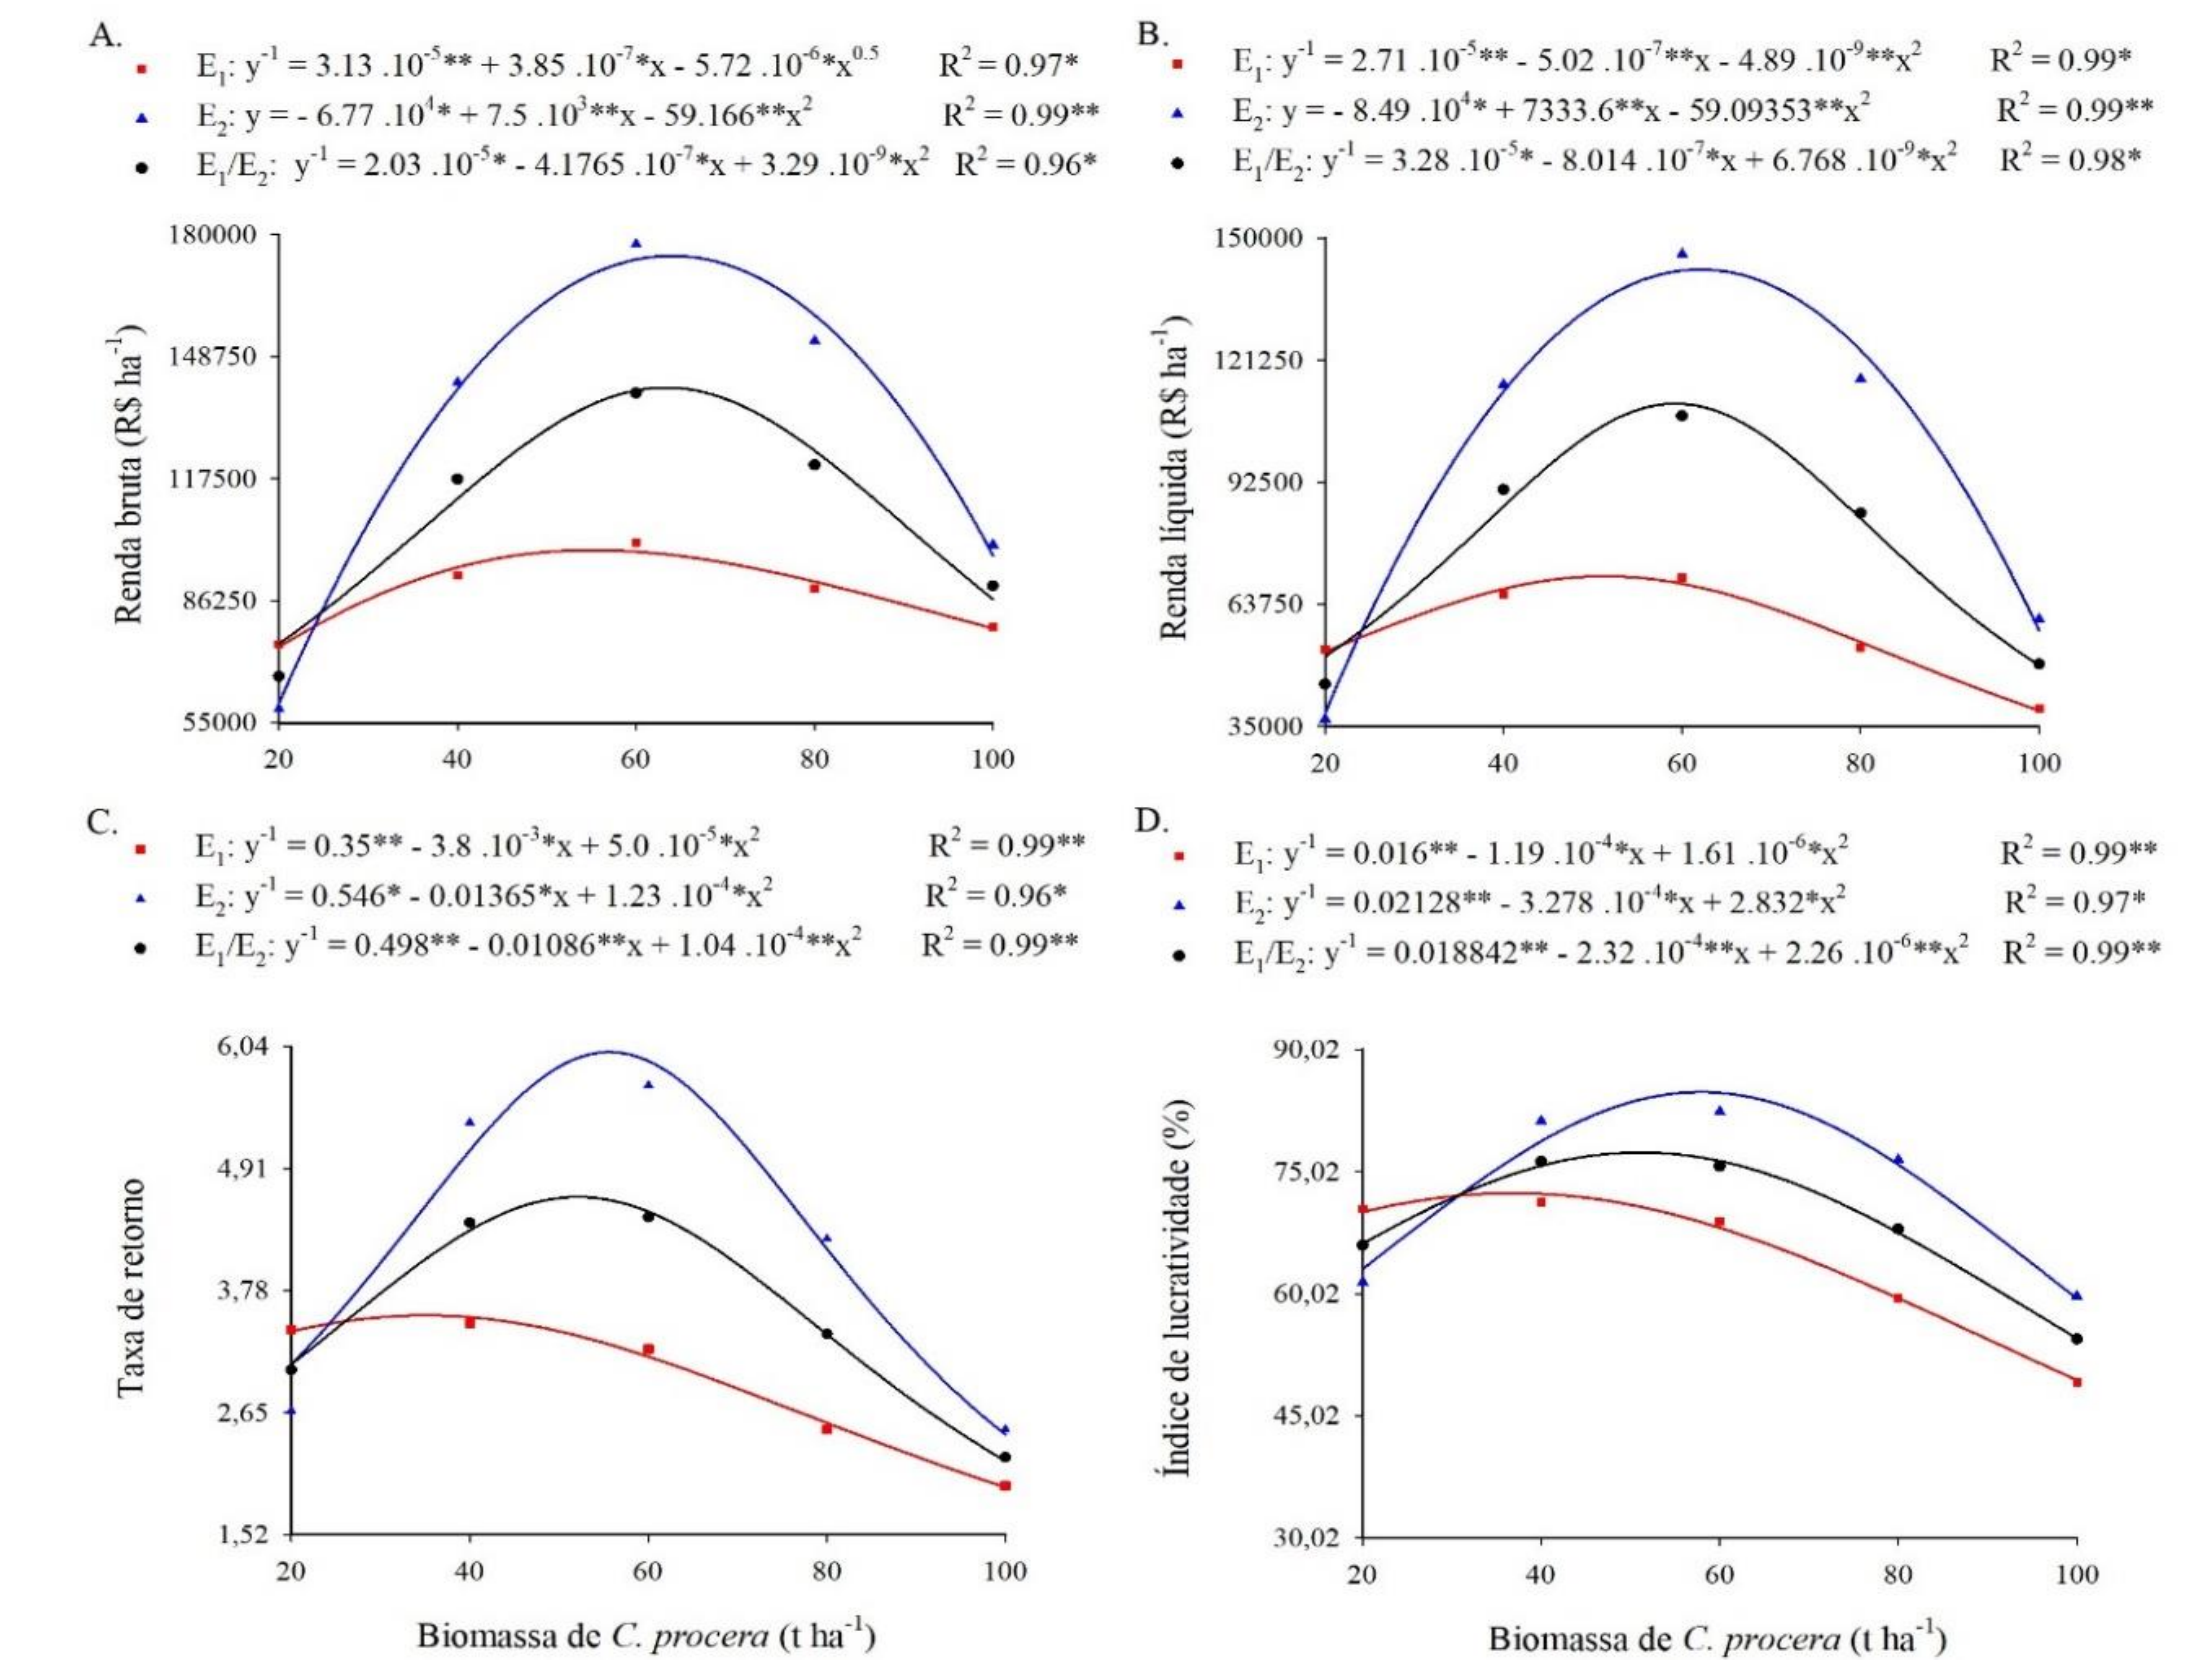 A.
E₁: y⁻¹ = 3.13 .10⁻⁵** + 3.85 .10⁻⁷*x - 5.72 .10⁻⁶*x⁰·⁵ R² = 0.97*
E₂: y = - 6.77 .10⁴* + 7.5 .10³**x - 59.166**x² R² = 0.99**
E₁/E₂: y⁻¹ = 2.03 .10⁻⁵* - 4.1765 .10⁻⁷*x + 3.29 .10⁻⁹*x² R² = 0.96*
Renda bruta (R$ ha⁻¹)
180000
148750
117500
86250
55000
20 40 60 80 100
B.
E₁: y⁻¹ = 2.71 .10⁻⁵** - 5.02 .10⁻⁷**x - 4.89 .10⁻⁹**x² R² = 0.99*
E₂: y = - 8.49 .10⁴* + 7333.6**x - 59.09353**x² R² = 0.99**
E₁/E₂: y⁻¹ = 3.28 .10⁻⁵* - 8.014 .10⁻⁷*x + 6.768 .10⁻⁹*x² R² = 0.98*
Renda líquida (R$ ha⁻¹)
150000
121250
92500
63750
35000
20 40 60 80 100
C.
E₁: y⁻¹ = 0.35** - 3.8 .10⁻³*x + 5.0 .10⁻⁵*x² R² = 0.99**
E₂: y⁻¹ = 0.546* - 0.01365*x + 1.23 .10⁻⁴*x² R² = 0.96*
E₁/E₂: y⁻¹ = 0.498** - 0.01086**x + 1.04 .10⁻⁴**x² R² = 0.99**
Taxa de retorno
6,04
4,91
3,78
2,65
1,52
20 40 60 80 100
Biomassa de C. procera (t ha⁻¹)
D.
E₁: y⁻¹ = 0.016** - 1.19 .10⁻⁴*x + 1.61 .10⁻⁶*x² R² = 0.99**
E₂: y⁻¹ = 0.02128** - 3.278 .10⁻⁴*x + 2.832*x² R² = 0.97*
E₁/E₂: y⁻¹ = 0.018842** - 2.32 .10⁻⁴**x + 2.26 .10⁻⁶**x² R² = 0.99**
Índice de lucratividade (%)
90,02
75,02
60,02
45,02
30,02
20 40 60 80 100
Biomassa de C. procera (t ha⁻¹)